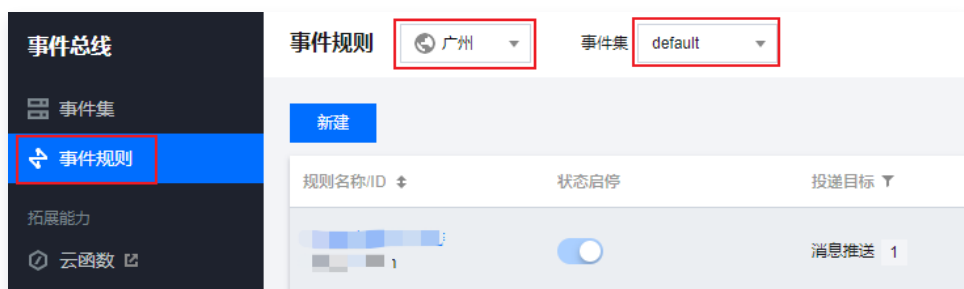 事件总线
事件规则 广州 事件集 default
事件集
新建
事件规则
规则名称/ID 状态启停 投递目标
拓展能力
云函数
消息推送 1